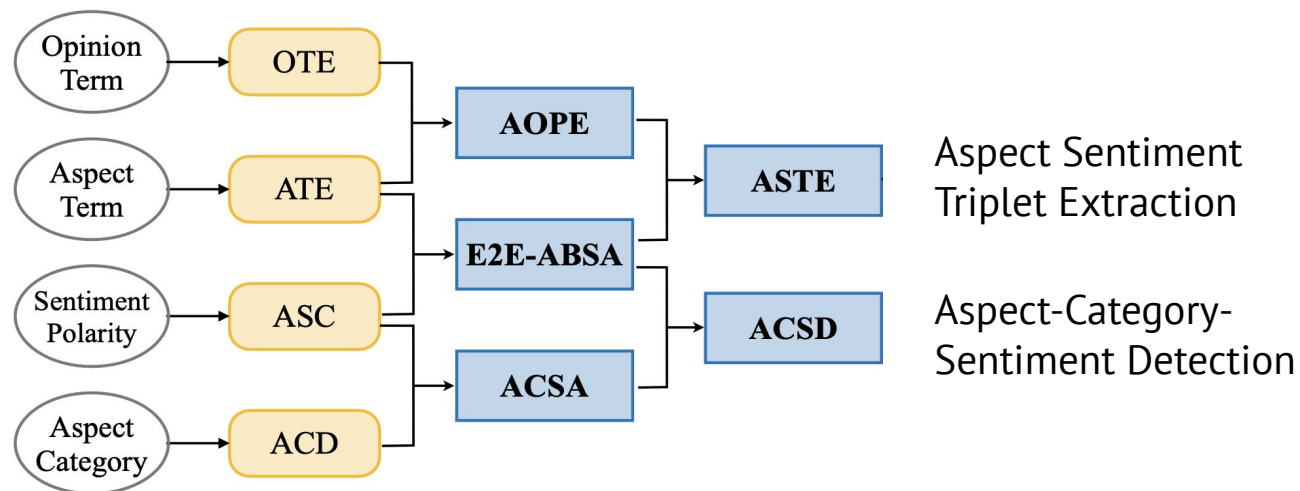 Opinion
Term
OTE
AOPE
Aspect
Term
ATE
ASTE
Aspect Sentiment
Triplet Extraction
E2E-ABSA
Sentiment
Polarity
ASC
ACSD
Aspect-Category-
Sentiment Detection
ACSA
Aspect
Category
ACD